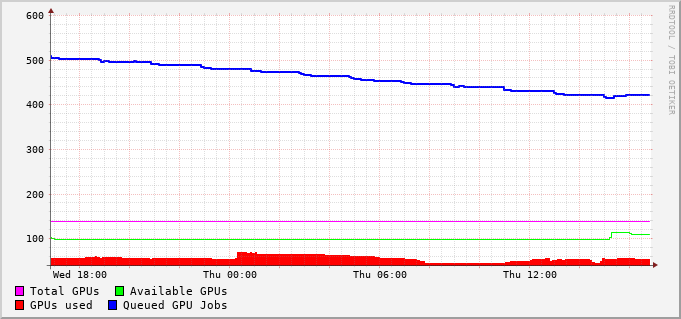 600
500
400
300
200
100
Wed 18:00 Thu 00:00 Thu 06:00 Thu 12:00
Total GPUs Available GPUs
GPUs used Queued GPU Jobs
RRDTOOL / TOBI OETIKER